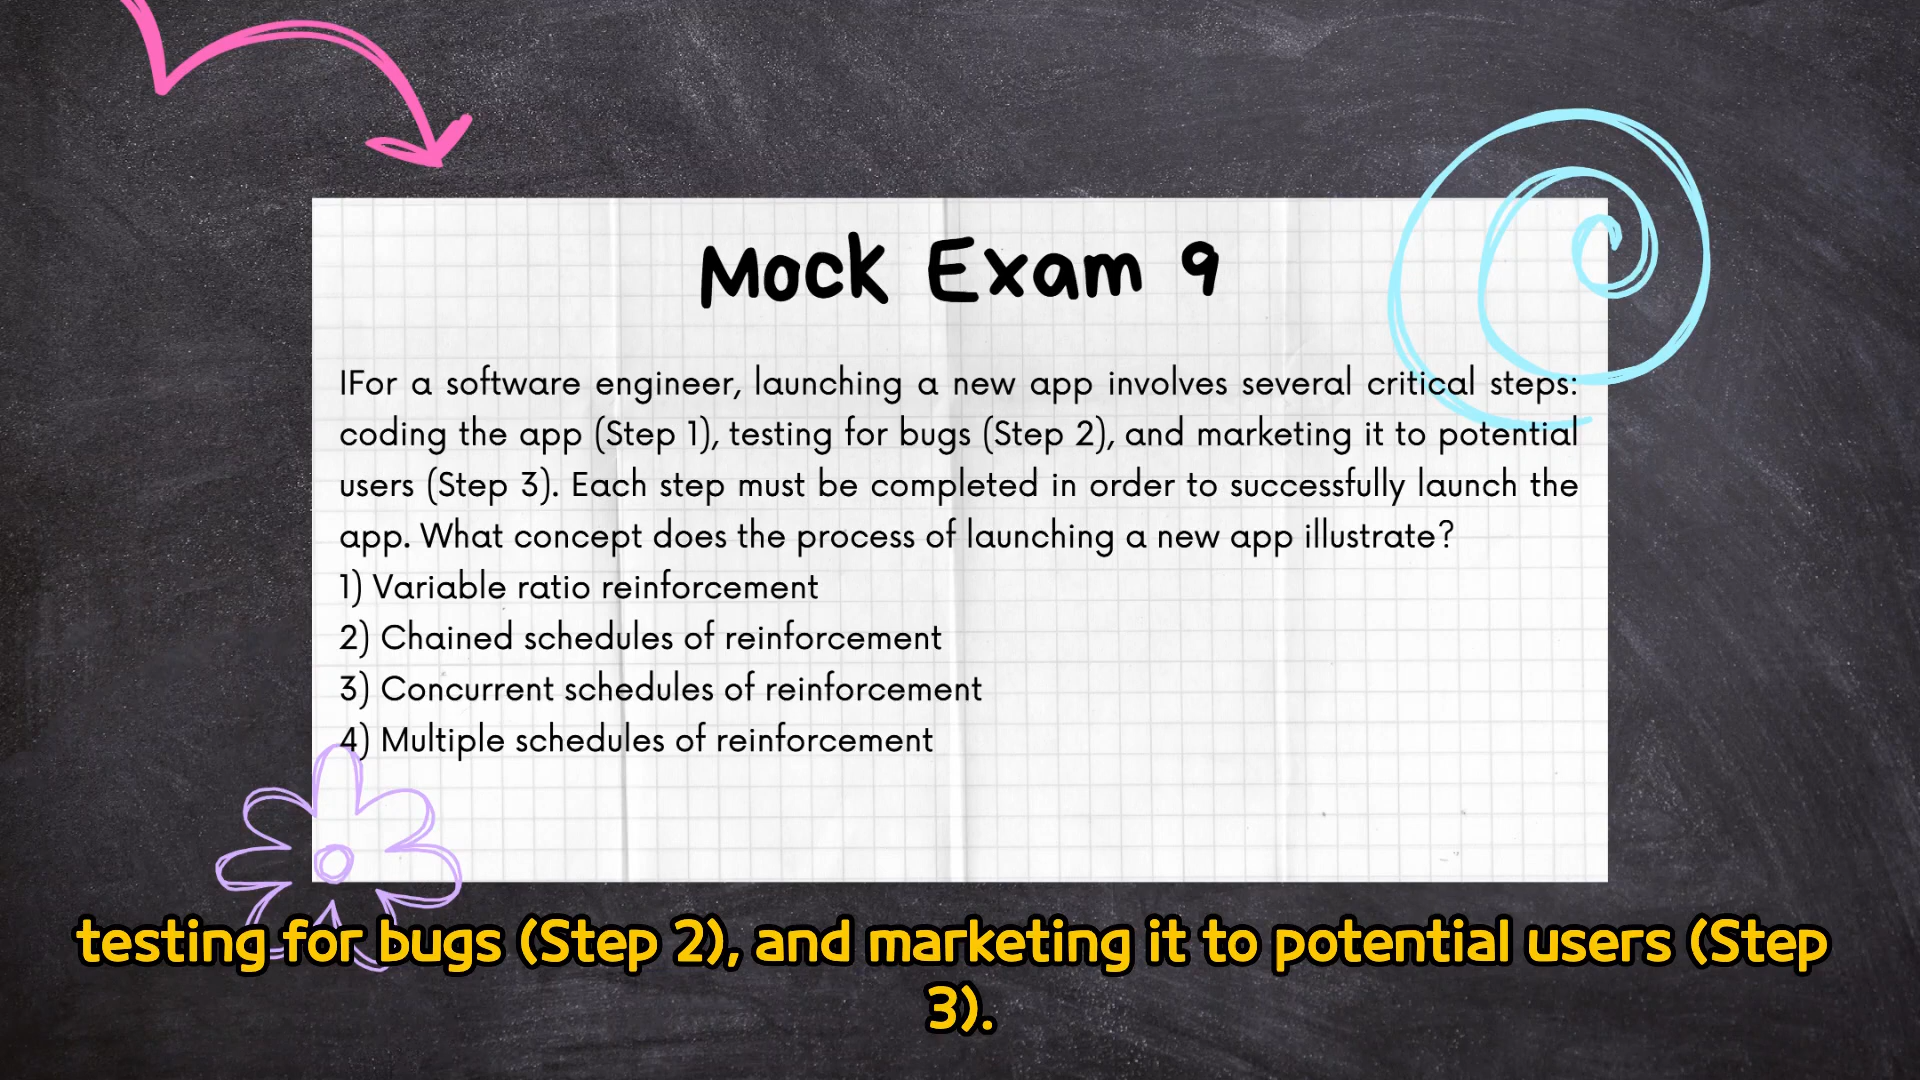 Mock Exam 9
IFor a software engineer, launching a new app involves several critical steps:
coding the app (Step 1), testing for bugs (Step 2), and marketing it to potential
users (Step 3). Each step must be completed in order to successfully launch the
app. What concept does the process of launching a new app illustrate?
1) Variable ratio reinforcement
2) Chained schedules of reinforcement
3) Concurrent schedules of reinforcement
4) Multiple schedules of reinforcement
testing for bugs (Step 2), and marketing it to potential users (Step
3).